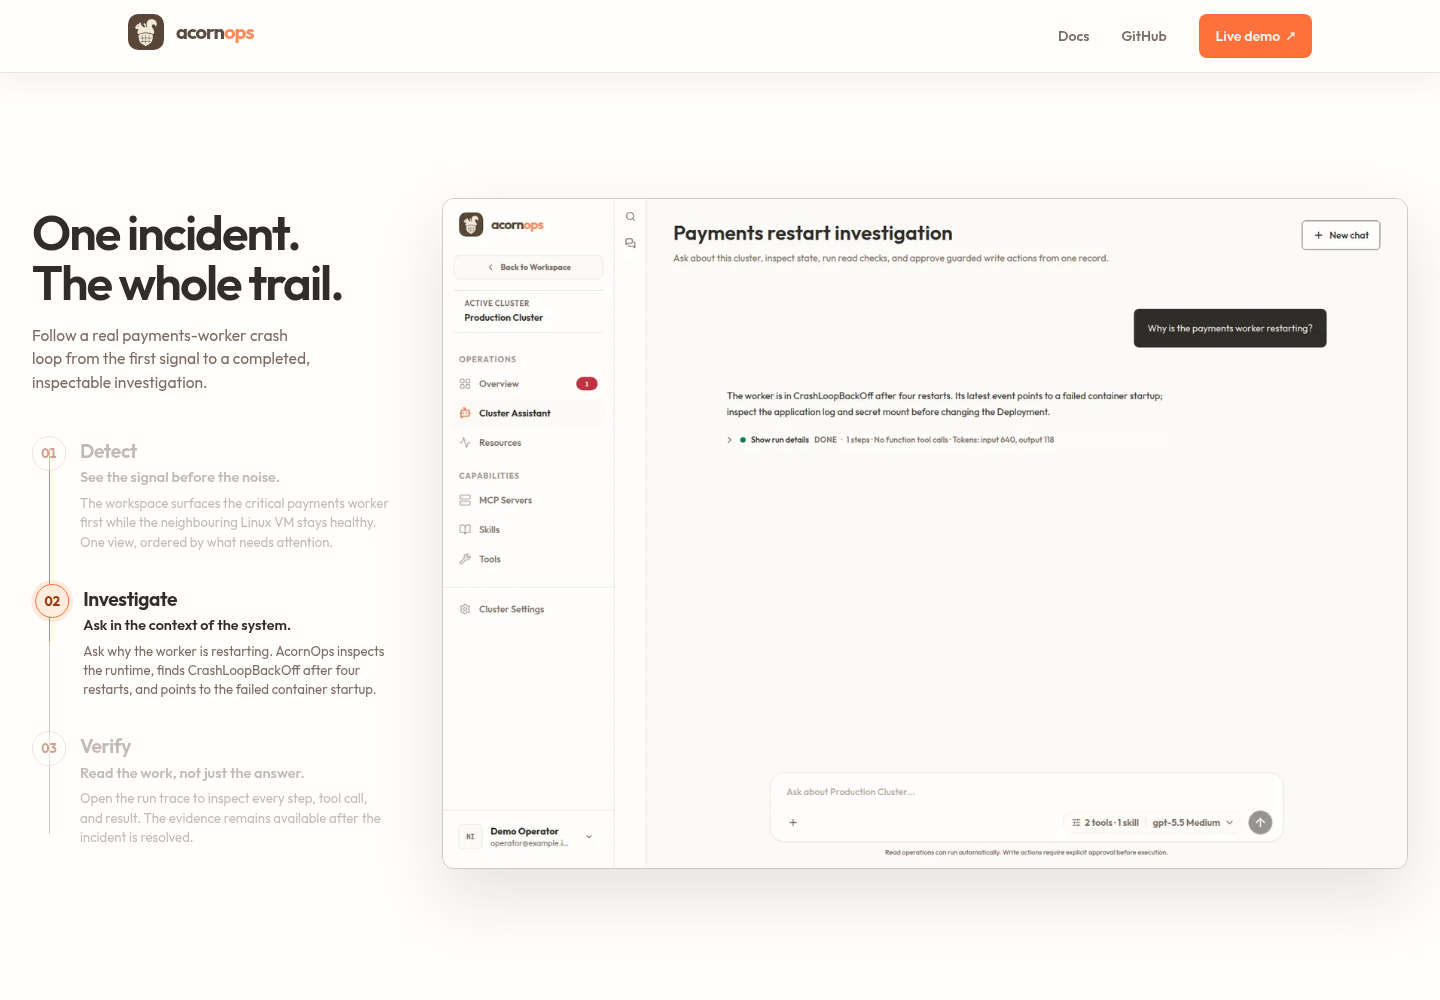 acornops
Docs
GitHub
Live demo ↗
One incident.
The whole trail.
Follow a real payments-worker crash
loop from the first signal to a completed,
inspectable investigation.
01
Detect
See the signal before the noise.
The workspace surfaces the critical payments worker
first while the neighbouring Linux VM stays healthy.
One view, ordered by what needs attention.
02
Investigate
Ask in the context of the system.
Ask why the worker is restarting. AcornOps inspects
the runtime, finds CrashLoopBackOff after four
restarts, and points to the failed container startup.
03
Verify
Read the work, not just the answer.
Open the run trace to inspect every step, tool call,
and result. The evidence remains available after the
incident is resolved.
acornops
Back to Workspace
ACTIVE CLUSTER
Production Cluster
OPERATIONS
Overview
1
Cluster Assistant
Resources
CAPABILITIES
MCP Servers
Skills
Tools
Cluster Settings
NI
Demo Operator
operator@example.i...
Payments restart investigation
Ask about this cluster, inspect state, run read checks, and approve guarded write actions from one record.
+ New chat
Why is the payments worker restarting?
The worker is in CrashLoopBackOff after four restarts. Its latest event points to a failed container startup;
inspect the application log and secret mount before changing the Deployment.
Show run details DONE · 1 steps · No function tool calls · Tokens: input 640, output 118
Ask about Production Cluster...
+
2 tools · 1 skill
gpt-5.5 Medium
Read operations can run automatically. Write actions require explicit approval before execution.